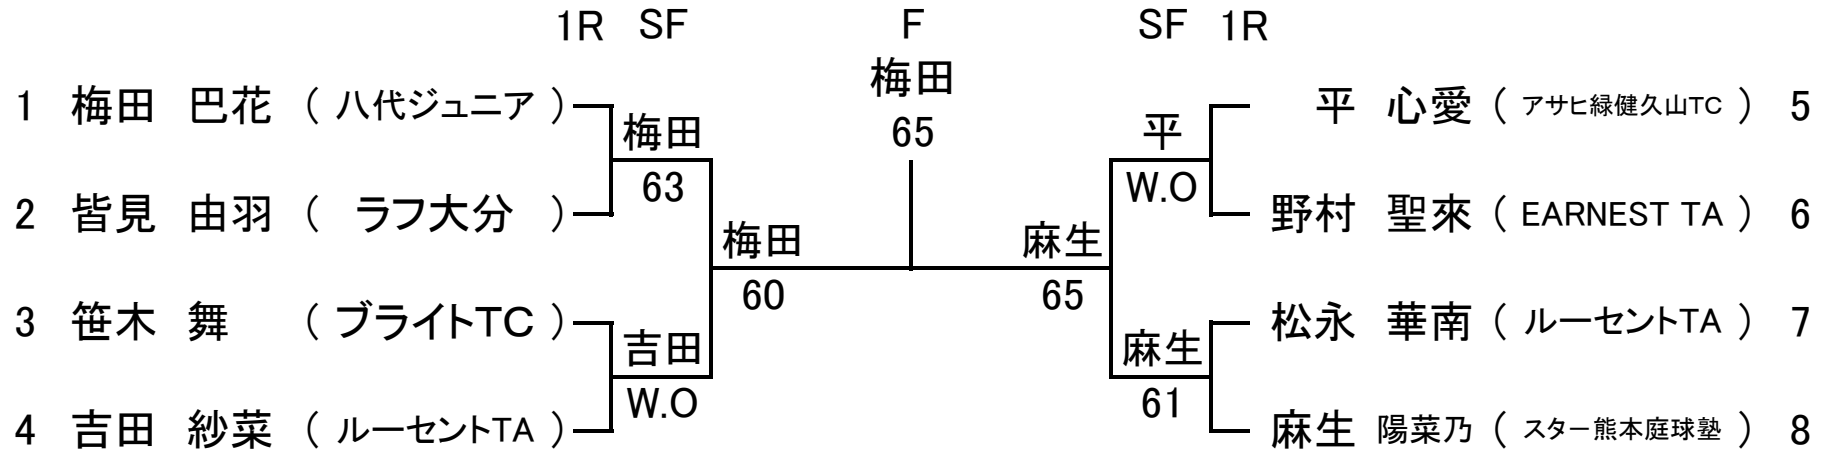 1R SF F SF 1R
梅田
1 梅田 巴花 ( 八代ジュニア ) 平 心愛 ( アサヒ緑健久山TC ) 5
梅田 65 平
63 W.O
2 皆見 由羽 ( ラフ大分 ) 野村 聖來 ( EARNEST TA ) 6
梅田 麻生
60 65
3 笹木 舞 ( ブライトTC ) 松永 華南 ( ルーセントTA ) 7
吉田 麻生
W.O 61
4 吉田 紗菜 ( ルーセントTA ) 麻生 陽菜乃 ( スター熊本庭球塾 ) 8